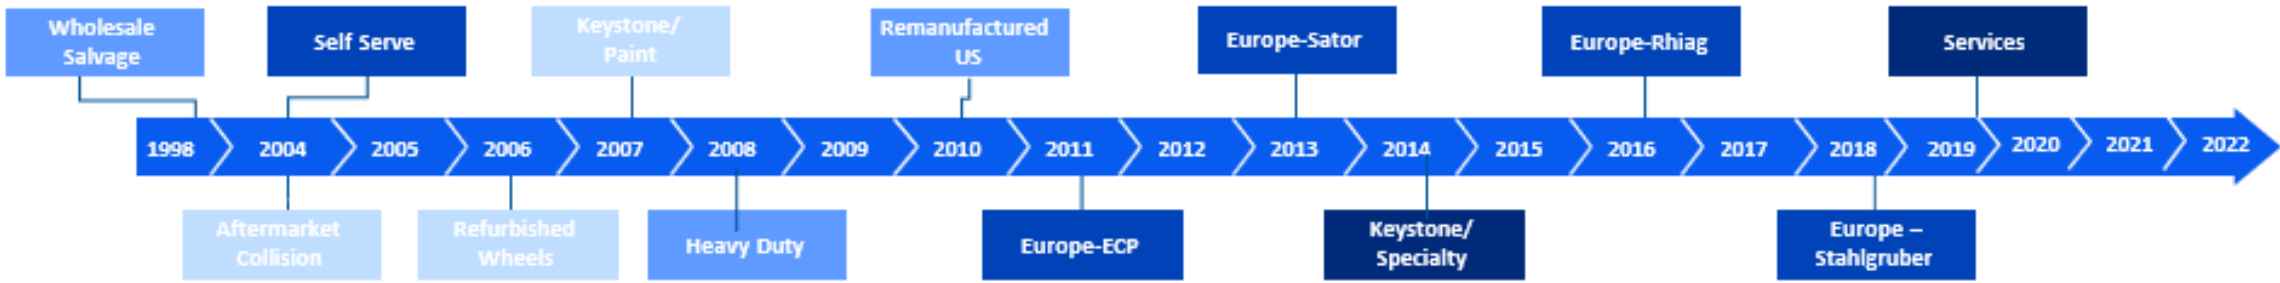 Wholesale
Salvage
Self Serve
Keystone/
Paint
Remanufactured
US
Europe-Sator
Europe-Rhiag
Services
1998 2004 2005 2006 2007 2008 2009 2010 2011 2012 2013 2014 2015 2016 2017 2018 2019 2020 2021 2022
Aftermarket
Collision
Refurbished
Wheels
Heavy Duty
Europe-ECP
Keystone/
Specialty
Europe –
Stahlgruber